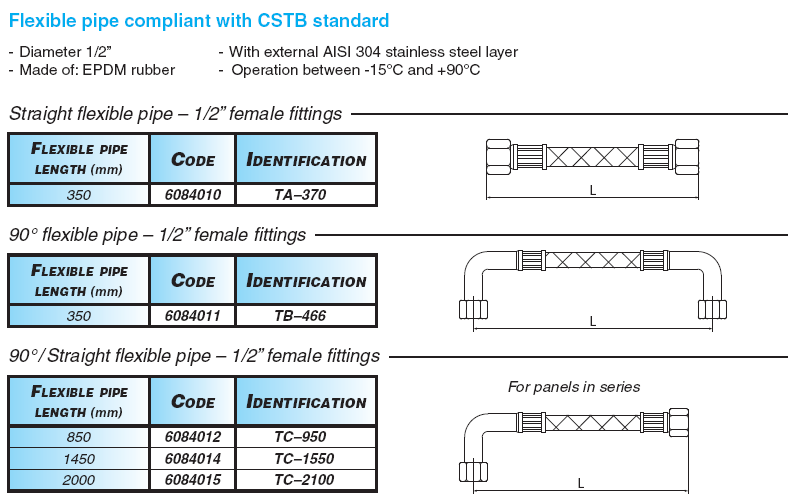 Flexible pipe compliant with CSTB standard
- Diameter 1/2” - With external AISI 304 stainless steel layer
- Made of: EPDM rubber - Operation between -15°C and +90°C
Straight flexible pipe – 1/2” female fittings
FLEXIBLE PIPE
LENGTH (mm) CODE IDENTIFICATION
350 6084010 TA–370
L
90° flexible pipe – 1/2” female fittings
FLEXIBLE PIPE
LENGTH (mm) CODE IDENTIFICATION
350 6084011 TB–466
L
90°/Straight flexible pipe – 1/2” female fittings
FLEXIBLE PIPE
LENGTH (mm) CODE IDENTIFICATION
For panels in series
850 6084012 TC–950
1450 6084014 TC–1550
2000 6084015 TC–2100
L